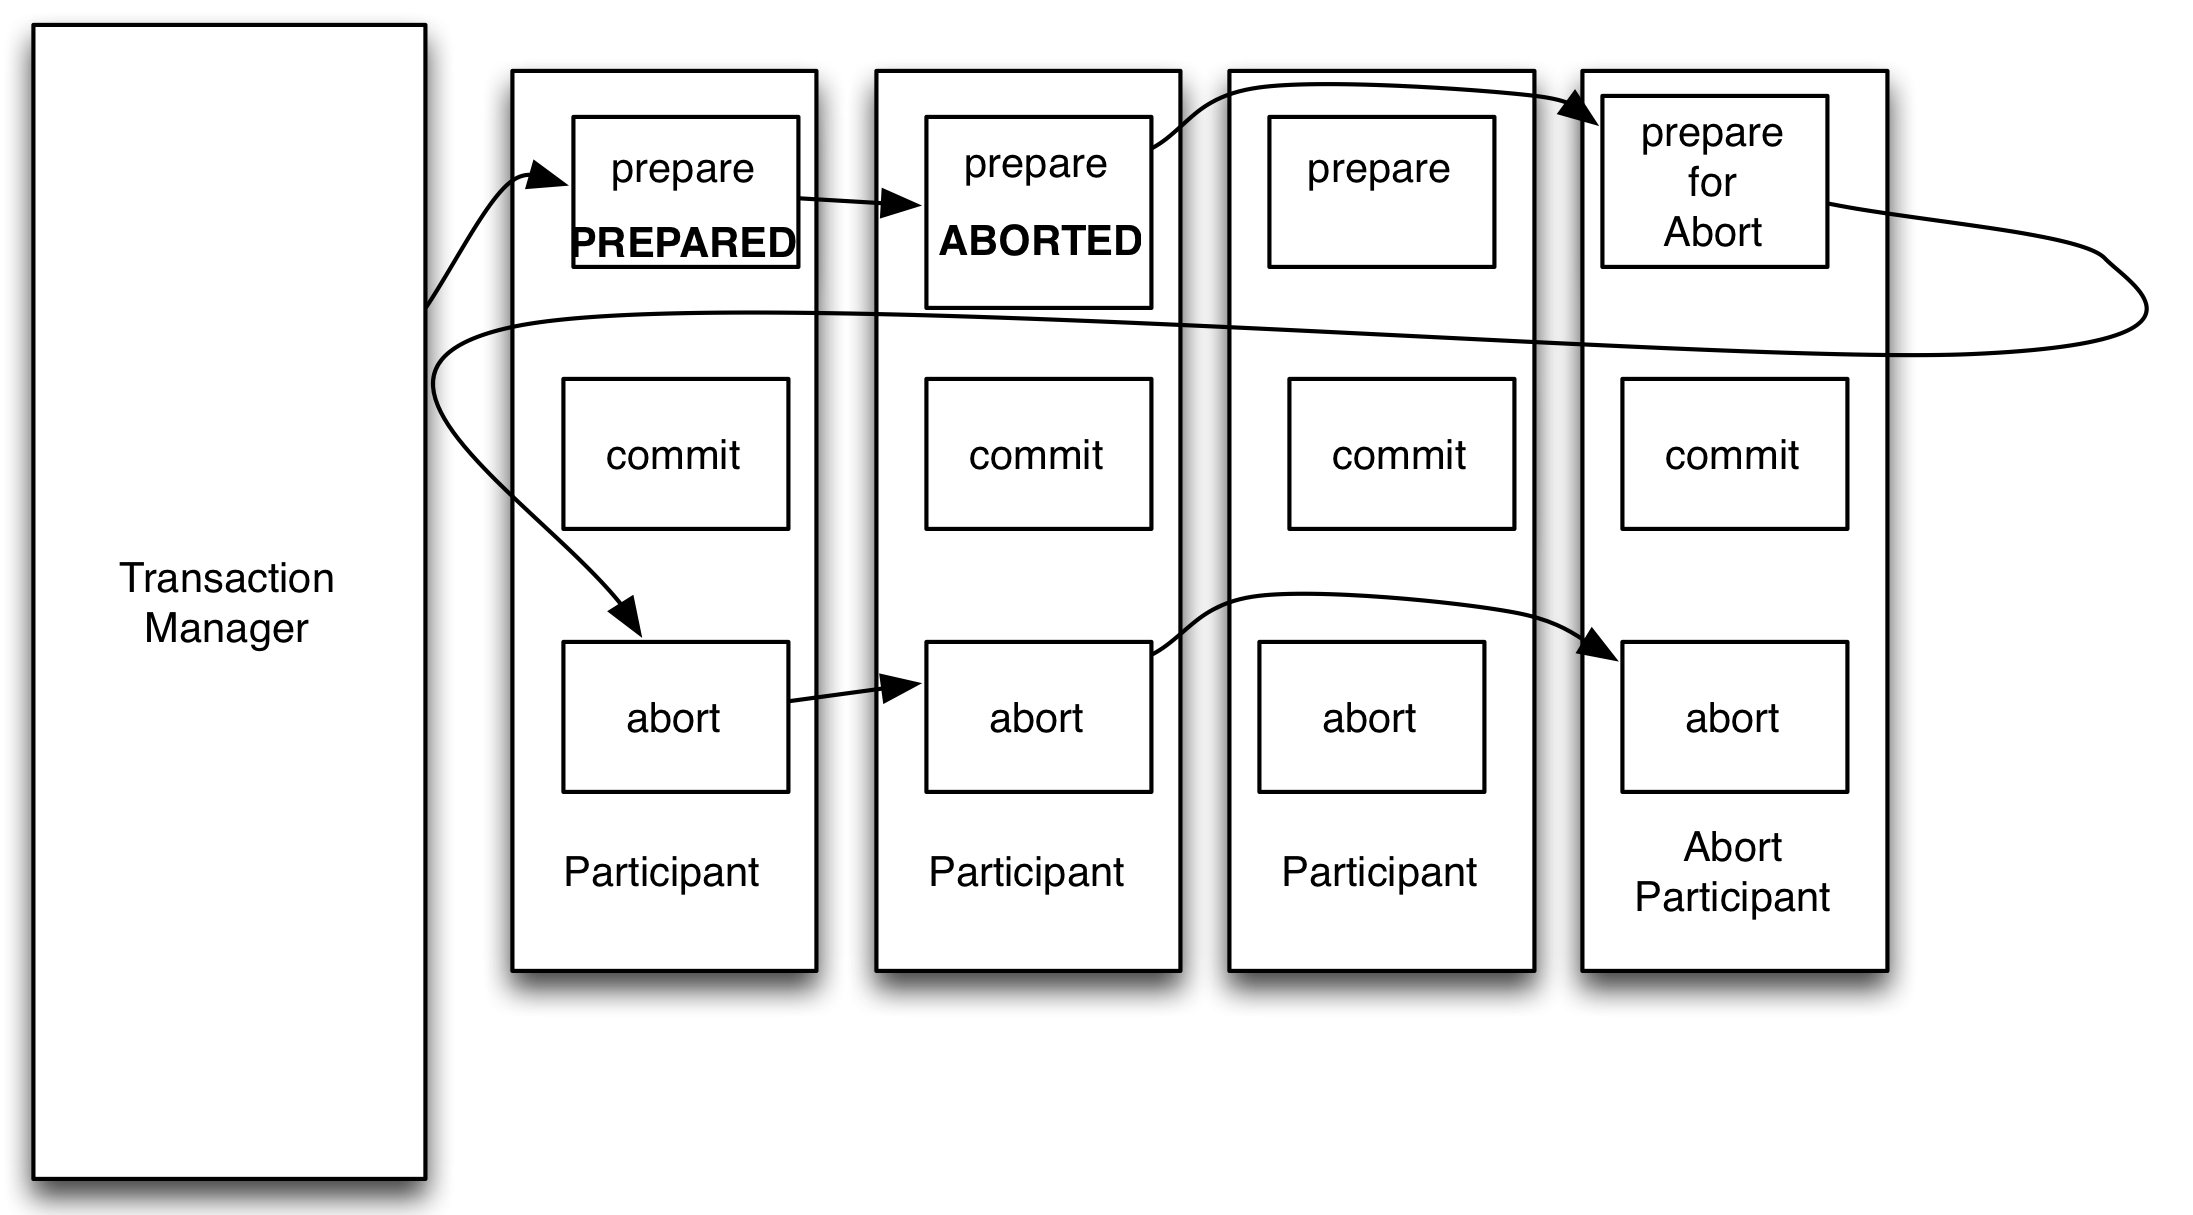 Transaction
Manager
prepare
PREPARED
commit
abort
Participant
prepare
ABORTED
commit
abort
Participant
prepare
commit
abort
Participant
prepare
for
Abort
commit
abort
Abort
Participant